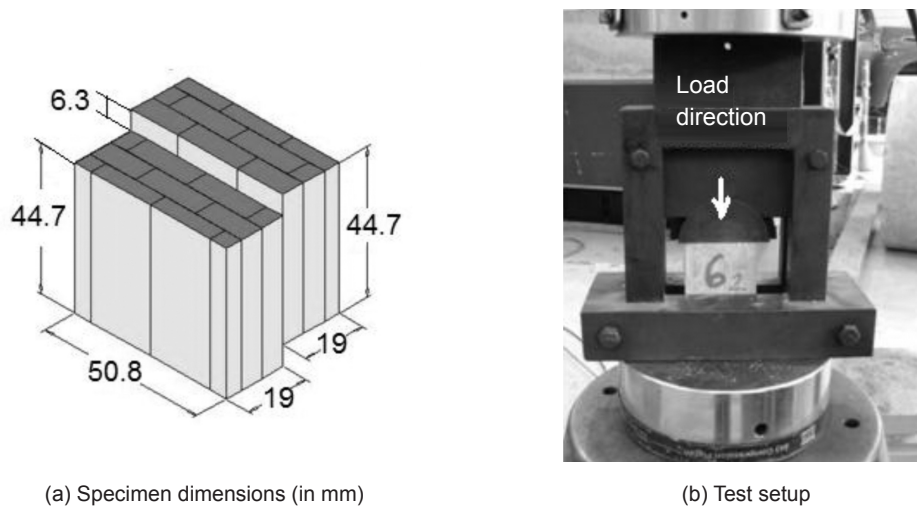 6.3
44.7
44.7
50.8
19
19
Load
direction
6 2
(a) Specimen dimensions (in mm)
(b) Test setup